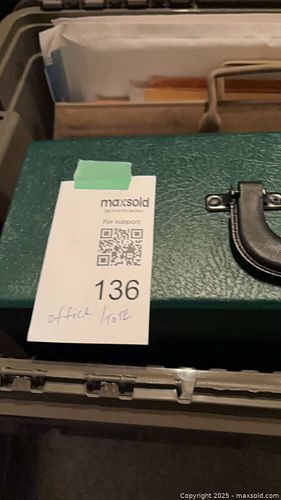 maxsold
For support:
136
office /TOTE
Copyright 2025 - maxsold.com